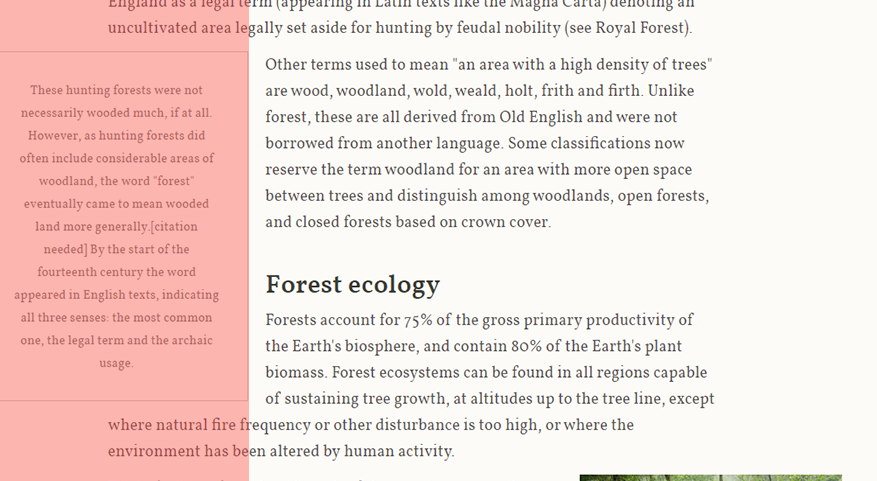 England as a legal term (appearing in Latin texts like the Magna Carta) denoting an
uncultivated area legally set aside for hunting by feudal nobility (see Royal Forest).
These hunting forests were not
necessarily wooded much, if at all.
However, as hunting forests did
often include considerable areas of
woodland, the word "forest"
eventually came to mean wooded
land more generally.[citation
needed] By the start of the
fourteenth century the word
appeared in English texts, indicating
all three senses: the most common
one, the legal term and the archaic
usage.
Other terms used to mean "an area with a high density of trees"
are wood, woodland, wold, weald, holt, frith and firth. Unlike
forest, these are all derived from Old English and were not
borrowed from another language. Some classifications now
reserve the term woodland for an area with more open space
between trees and distinguish among woodlands, open forests,
and closed forests based on crown cover.
Forest ecology
Forests account for 75% of the gross primary productivity of
the Earth's biosphere, and contain 80% of the Earth's plant
biomass. Forest ecosystems can be found in all regions capable
of sustaining tree growth, at altitudes up to the tree line, except
where natural fire frequency or other disturbance is too high, or where the
environment has been altered by human activity.